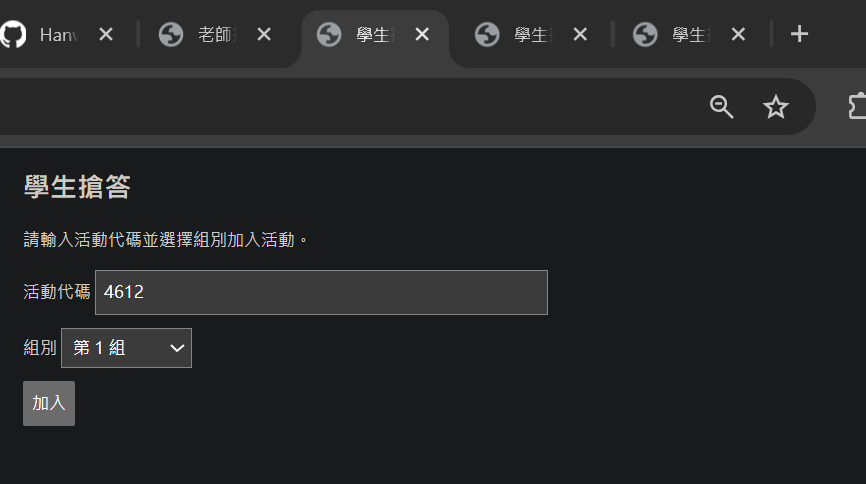 老師
學生
學生
學生
學生搶答
請輸入活動代碼並選擇組別加入活動。
活動代碼 4612
組別 第 1 組
加入